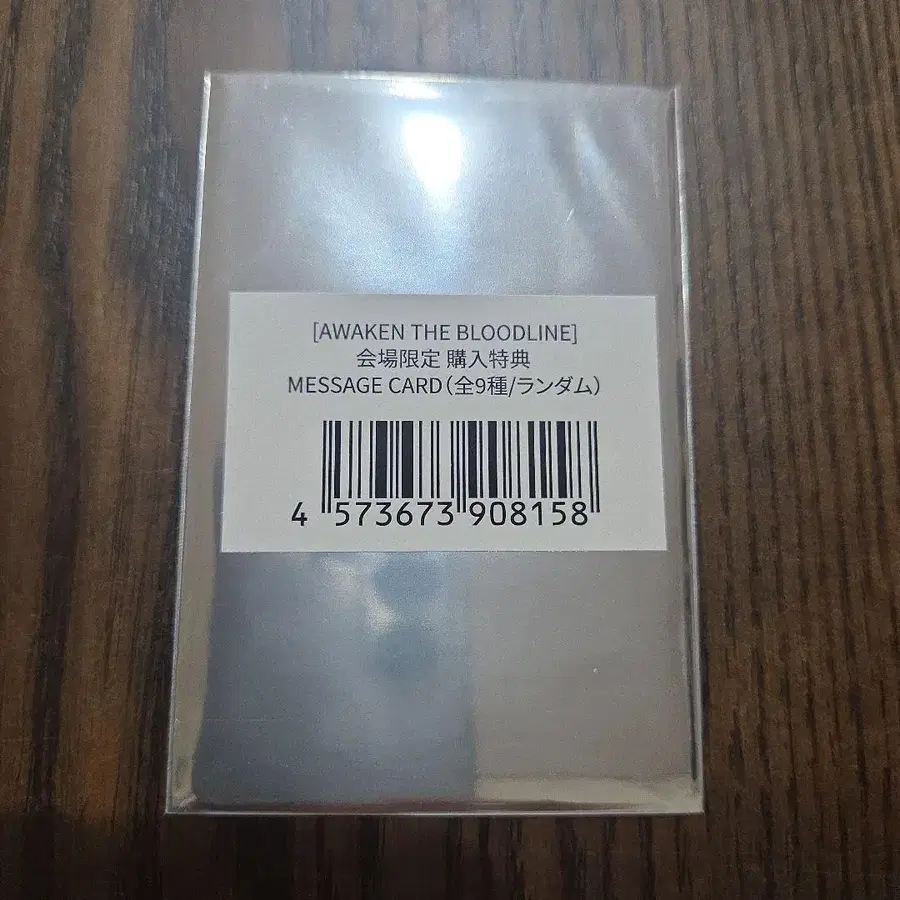 [AWAKEN THE BLOODLINE]
会場限定 購入特典
MESSAGE CARD（全9種/ランダム）
4 573673 908158